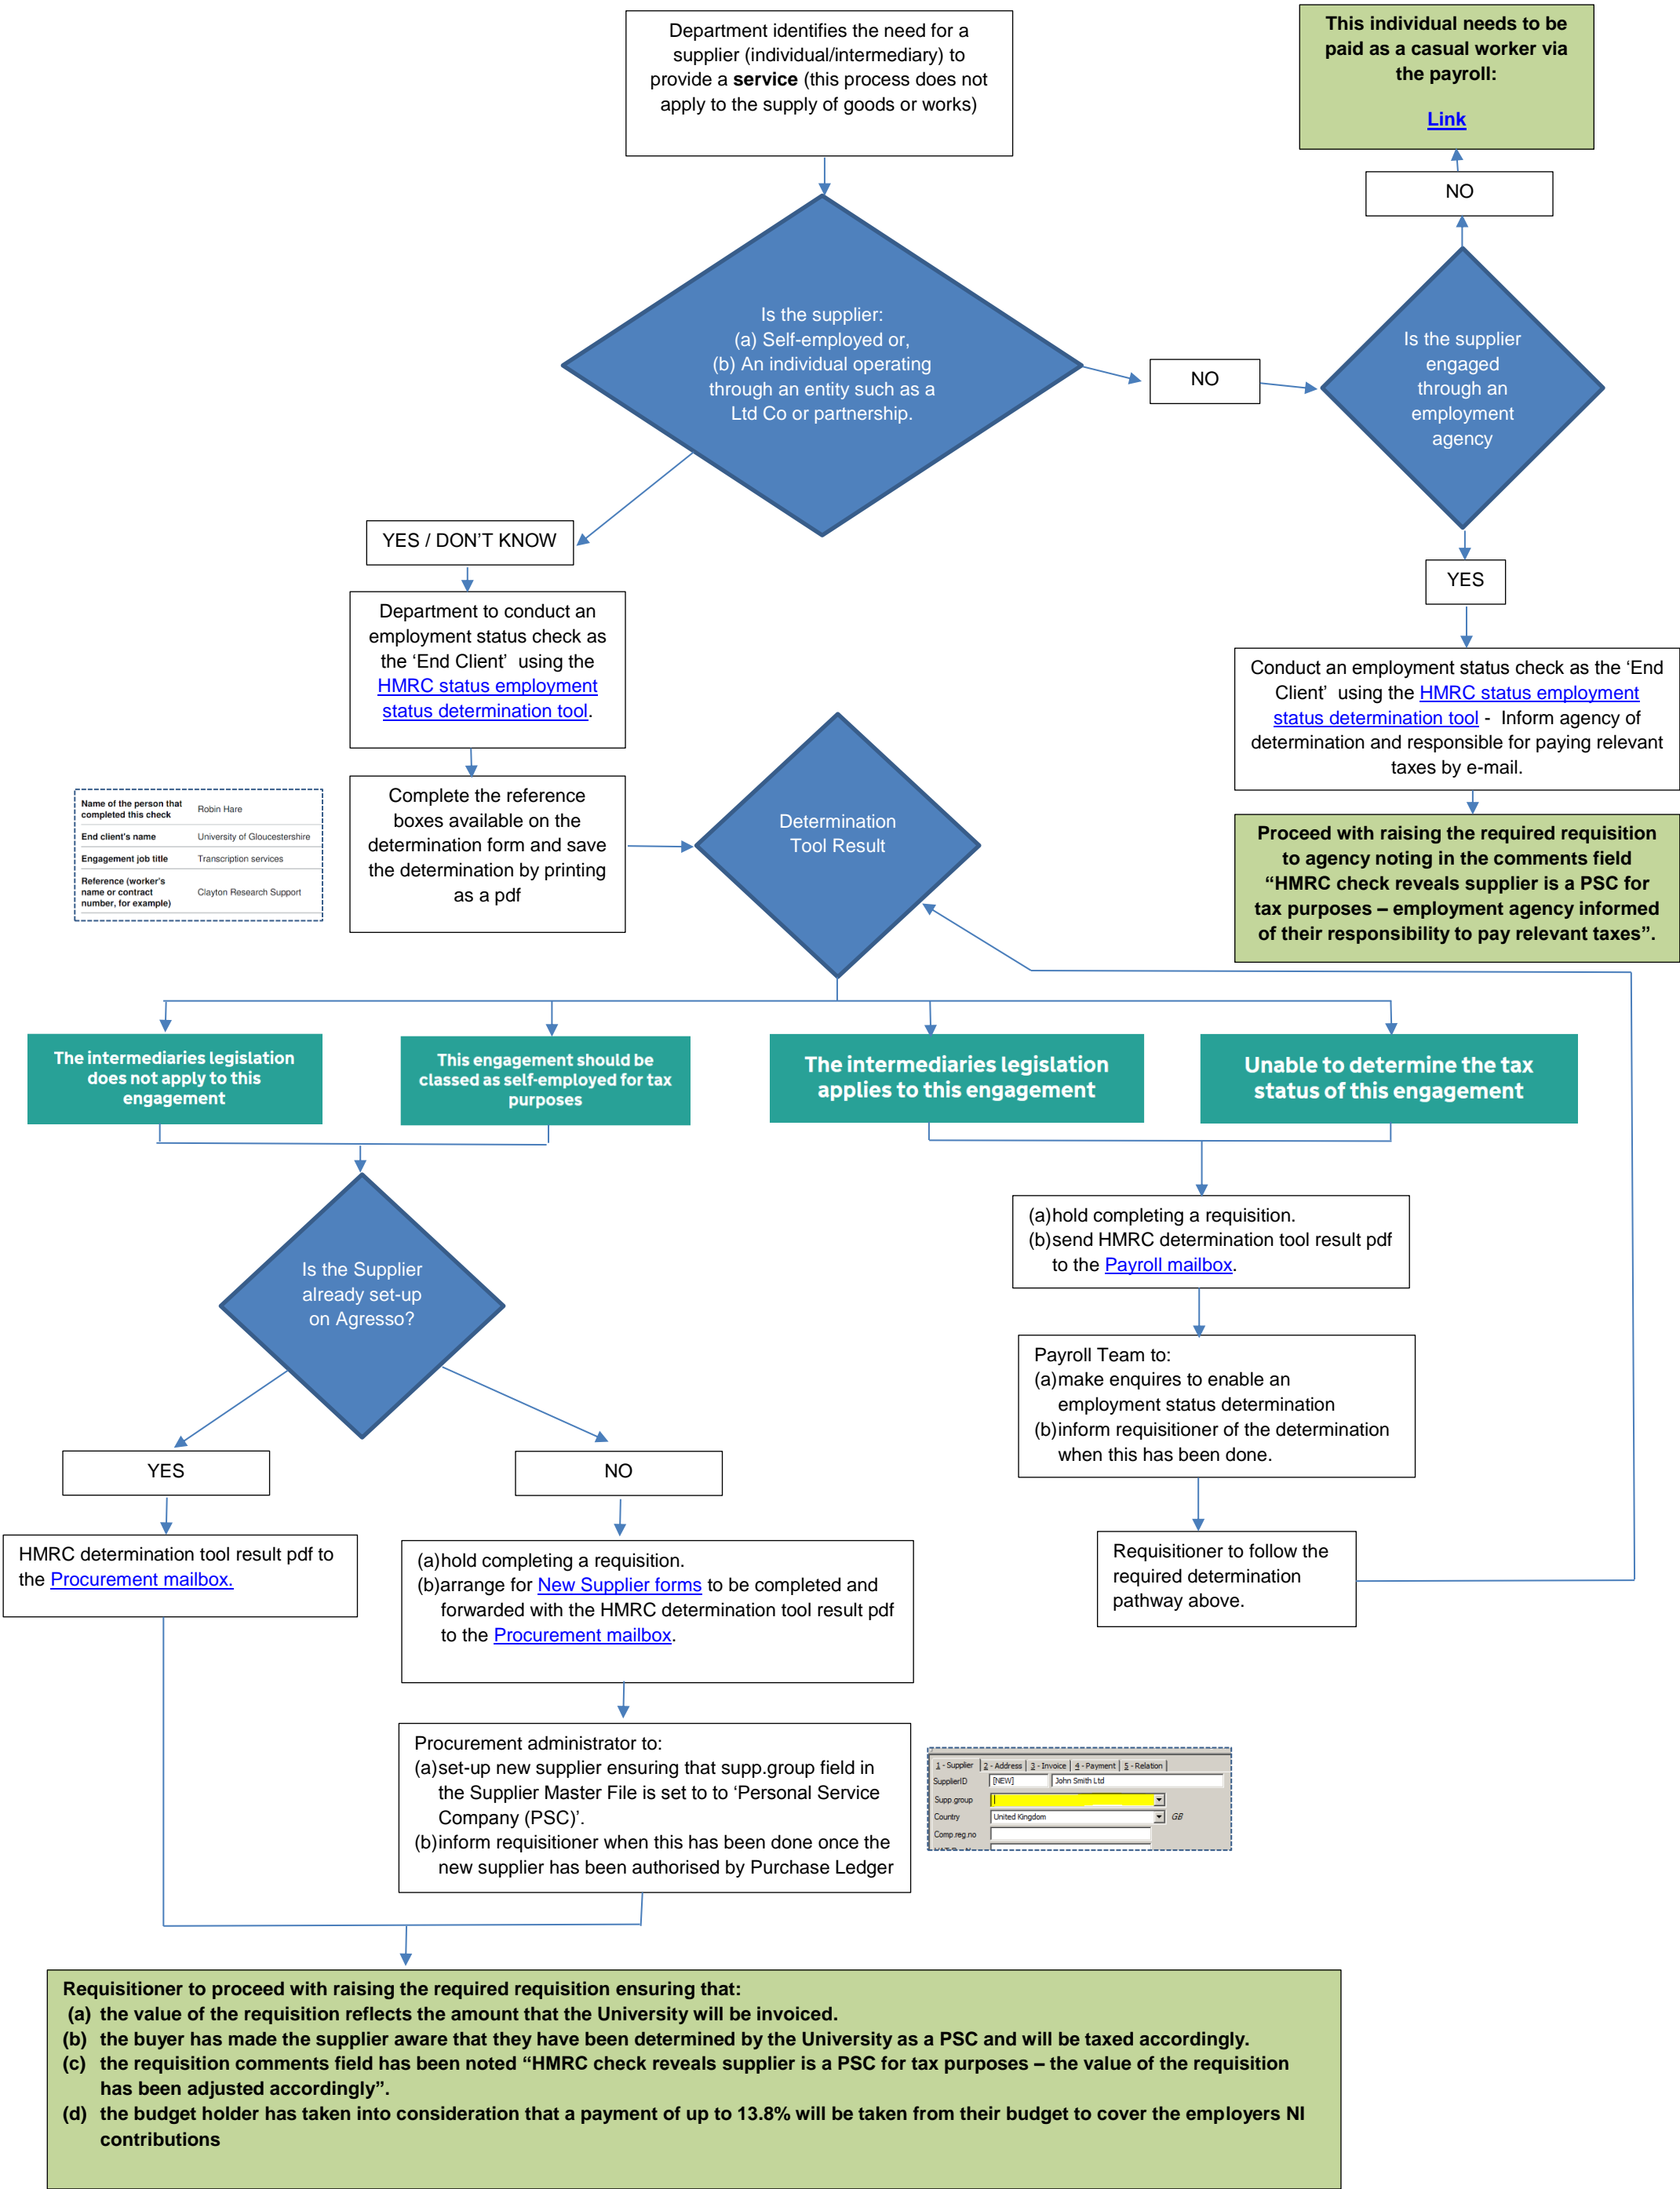 Department identifies the need for a
supplier (individual/intermediary) to
provide a service (this process does not
apply to the supply of goods or works)
This individual needs to be
paid as a casual worker via
the payroll:
Link
NO
Is the supplier:
(a) Self-employed or,
(b) An individual operating
through an entity such as a
Ltd Co or partnership.
NO
Is the supplier
engaged
through an
employment
agency
YES / DON’T KNOW
YES
Department to conduct an
employment status check as
the ‘End Client’ using the
HMRC status employment
status determination tool.
Conduct an employment status check as the ‘End
Client’ using the HMRC status employment
status determination tool - Inform agency of
determination and responsible for paying relevant
taxes by e-mail.
Name of the person that
completed this check
Robin Hare
End client's name
University of Gloucestershire
Engagement job title
Transcription services
Reference (worker's
name or contract
number, for example)
Clayton Research Support
Complete the reference
boxes available on the
determination form and save
the determination by printing
as a pdf
Determination
Tool Result
Proceed with raising the required requisition
to agency noting in the comments field
“HMRC check reveals supplier is a PSC for
tax purposes – employment agency informed
of their responsibility to pay relevant taxes”.
The intermediaries legislation
does not apply to this
engagement
This engagement should be
classed as self-employed for tax
purposes
The intermediaries legislation
applies to this engagement
Unable to determine the tax
status of this engagement
Is the Supplier
already set-up
on Agresso?
(a)hold completing a requisition.
(b)send HMRC determination tool result pdf
to the Payroll mailbox.
Payroll Team to:
(a)make enquires to enable an
employment status determination
(b)inform requisitioner of the determination
when this has been done.
YES
NO
HMRC determination tool result pdf to
the Procurement mailbox.
(a)hold completing a requisition.
(b)arrange for New Supplier forms to be completed and
forwarded with the HMRC determination tool result pdf
to the Procurement mailbox.
Requisitioner to follow the
required determination
pathway above.
Procurement administrator to:
(a)set-up new supplier ensuring that supp.group field in
the Supplier Master File is set to to ‘Personal Service
Company (PSC)’.
(b)inform requisitioner when this has been done once the
new supplier has been authorised by Purchase Ledger
1 - Supplier 2 - Address 3 - Invoice 4 - Payment 5 - Relation
SupplierID [NEW] John Smith Ltd
Supp.group
Country United Kingdom GB
Comp.reg.no
Requisitioner to proceed with raising the required requisition ensuring that:
(a) the value of the requisition reflects the amount that the University will be invoiced.
(b) the buyer has made the supplier aware that they have been determined by the University as a PSC and will be taxed accordingly.
(c) the requisition comments field has been noted “HMRC check reveals supplier is a PSC for tax purposes – the value of the requisition
has been adjusted accordingly”.
(d) the budget holder has taken into consideration that a payment of up to 13.8% will be taken from their budget to cover the employers NI
contributions